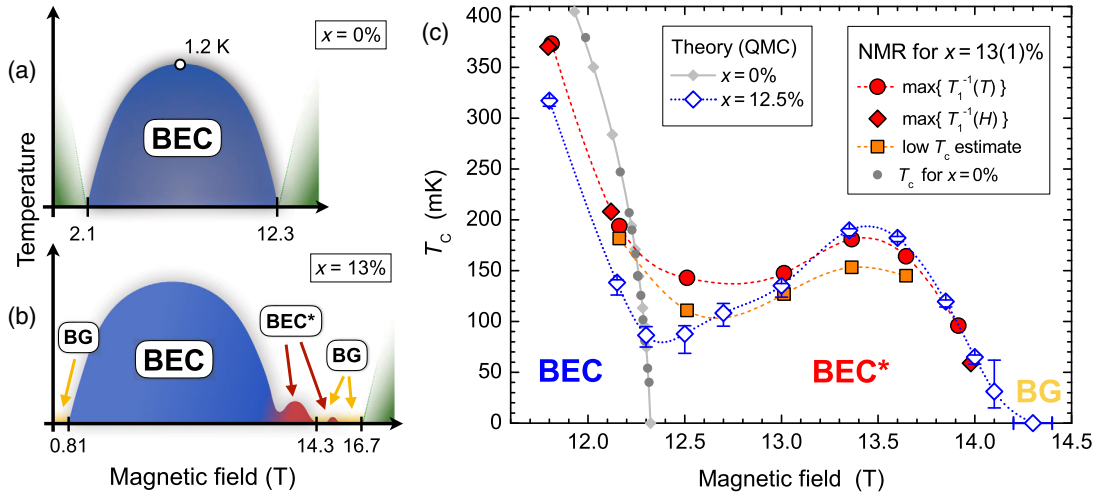 (a)
x = 0%
1.2 K
BEC
2.1
12.3
Temperature
(b)
x = 13%
BG
BEC
BEC*
BG
0.81
14.3
16.7
Magnetic field (T)
(c)
400
350
300
250
200
150
100
50
0
T_c (mK)
Theory (QMC)
x = 0%
x = 12.5%
NMR for x = 13(1)%
max{ T₁⁻¹(T) }
max{ T₁⁻¹(H) }
low T_c estimate
T_c for x = 0%
BEC
BEC*
BG
12.0
12.5
13.0
13.5
14.0
14.5
Magnetic field (T)